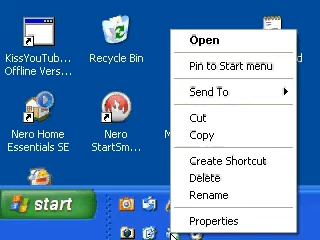 KissYouTub...
Offline Vers...
Recycle Bin
Nero Home
Essentials SE
Nero
StartSm...
Open
Pin to Start menu
Send To
Cut
Copy
Create Shortcut
Delete
Rename
Properties
start